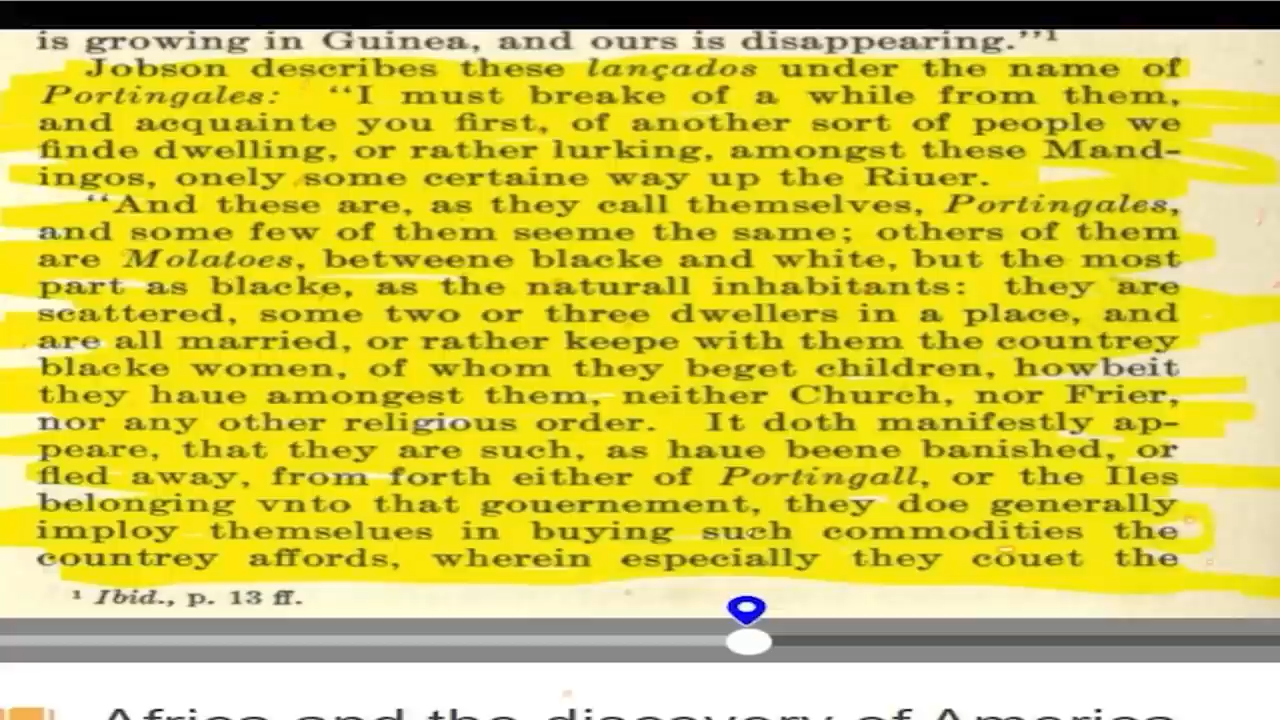 is growing in Guinea, and ours is disappearing.”¹
Jobson describes these lançados under the name of
Portingales: “I must breake of a while from them,
and acquainte you first, of another sort of people we
finde dwelling, or rather lurking, amongst these Mand-
ingos, onely some certaine way up the Riuer.
“And these are, as they call themselves, Portingales,
and some few of them seeme the same; others of them
are Molatoes, betweene blacke and white, but the most
part as blacke, as the naturall inhabitants: they are
scattered, some two or three dwellers in a place, and
are all married, or rather keepe with them the countrey
blacke women, of whom they beget children, howbeit
they haue amongest them, neither Church, nor Frier,
nor any other religious order. It doth manifestly ap-
peare, that they are such, as haue beene banished, or
fled away, from forth either of Portingall, or the Iles
belonging vnto that gouernement, they doe generally
imploy themselues in buying such commodities the
countrey affords, wherein especially they couet the
¹ Ibid., p. 13 ff.
Africa and the discovery of America